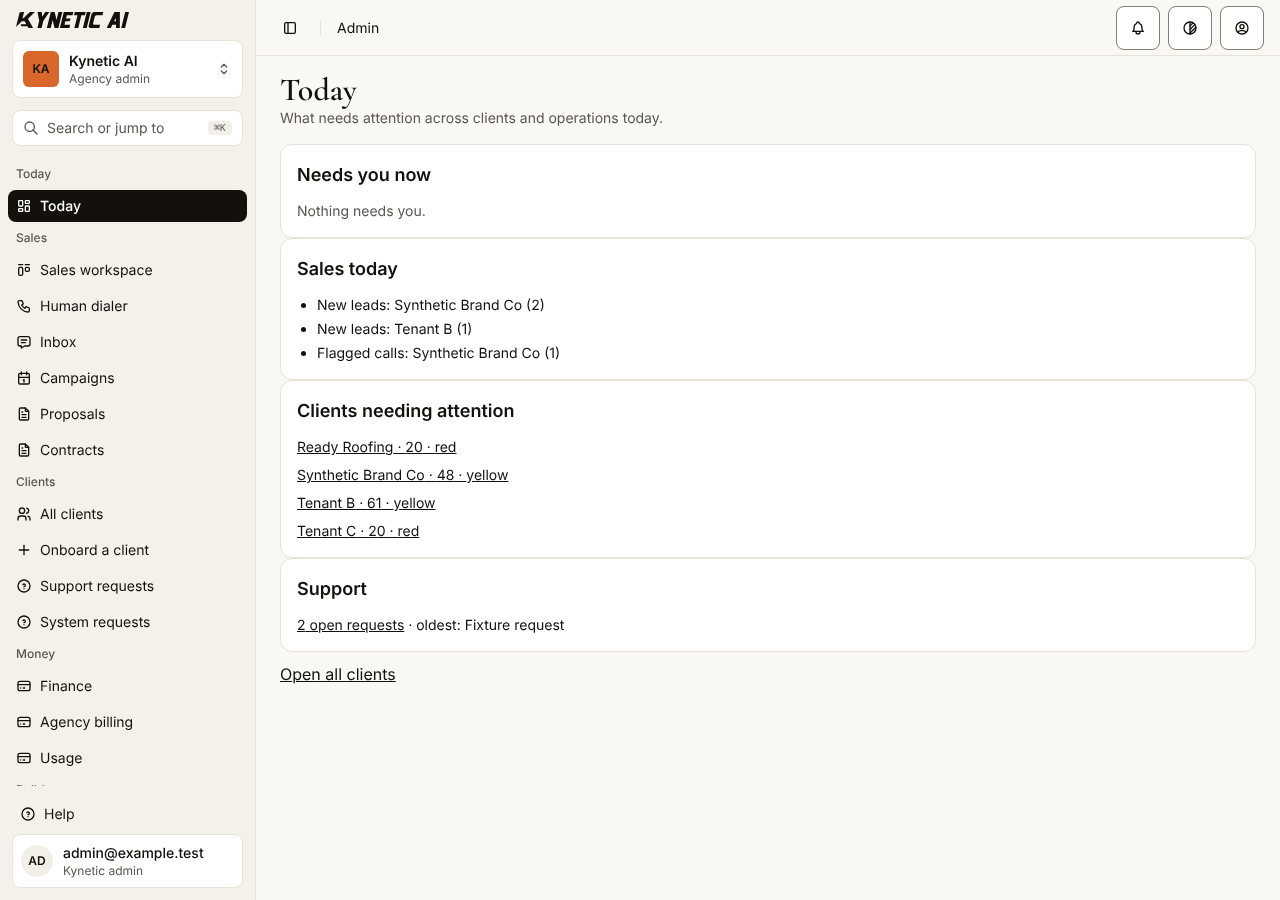 KYNETIC AI
KA
Kynetic AI
Agency admin
Search or jump to
⌘K
Today
Today
Sales
Sales workspace
Human dialer
Inbox
Campaigns
Proposals
Contracts
Clients
All clients
Onboard a client
Support requests
System requests
Money
Finance
Agency billing
Usage
Help
AD
admin@example.test
Kynetic admin
Admin
Today
What needs attention across clients and operations today.
Needs you now
Nothing needs you.
Sales today
• New leads: Synthetic Brand Co (2)
• New leads: Tenant B (1)
• Flagged calls: Synthetic Brand Co (1)
Clients needing attention
Ready Roofing · 20 · red
Synthetic Brand Co · 48 · yellow
Tenant B · 61 · yellow
Tenant C · 20 · red
Support
2 open requests · oldest: Fixture request
Open all clients